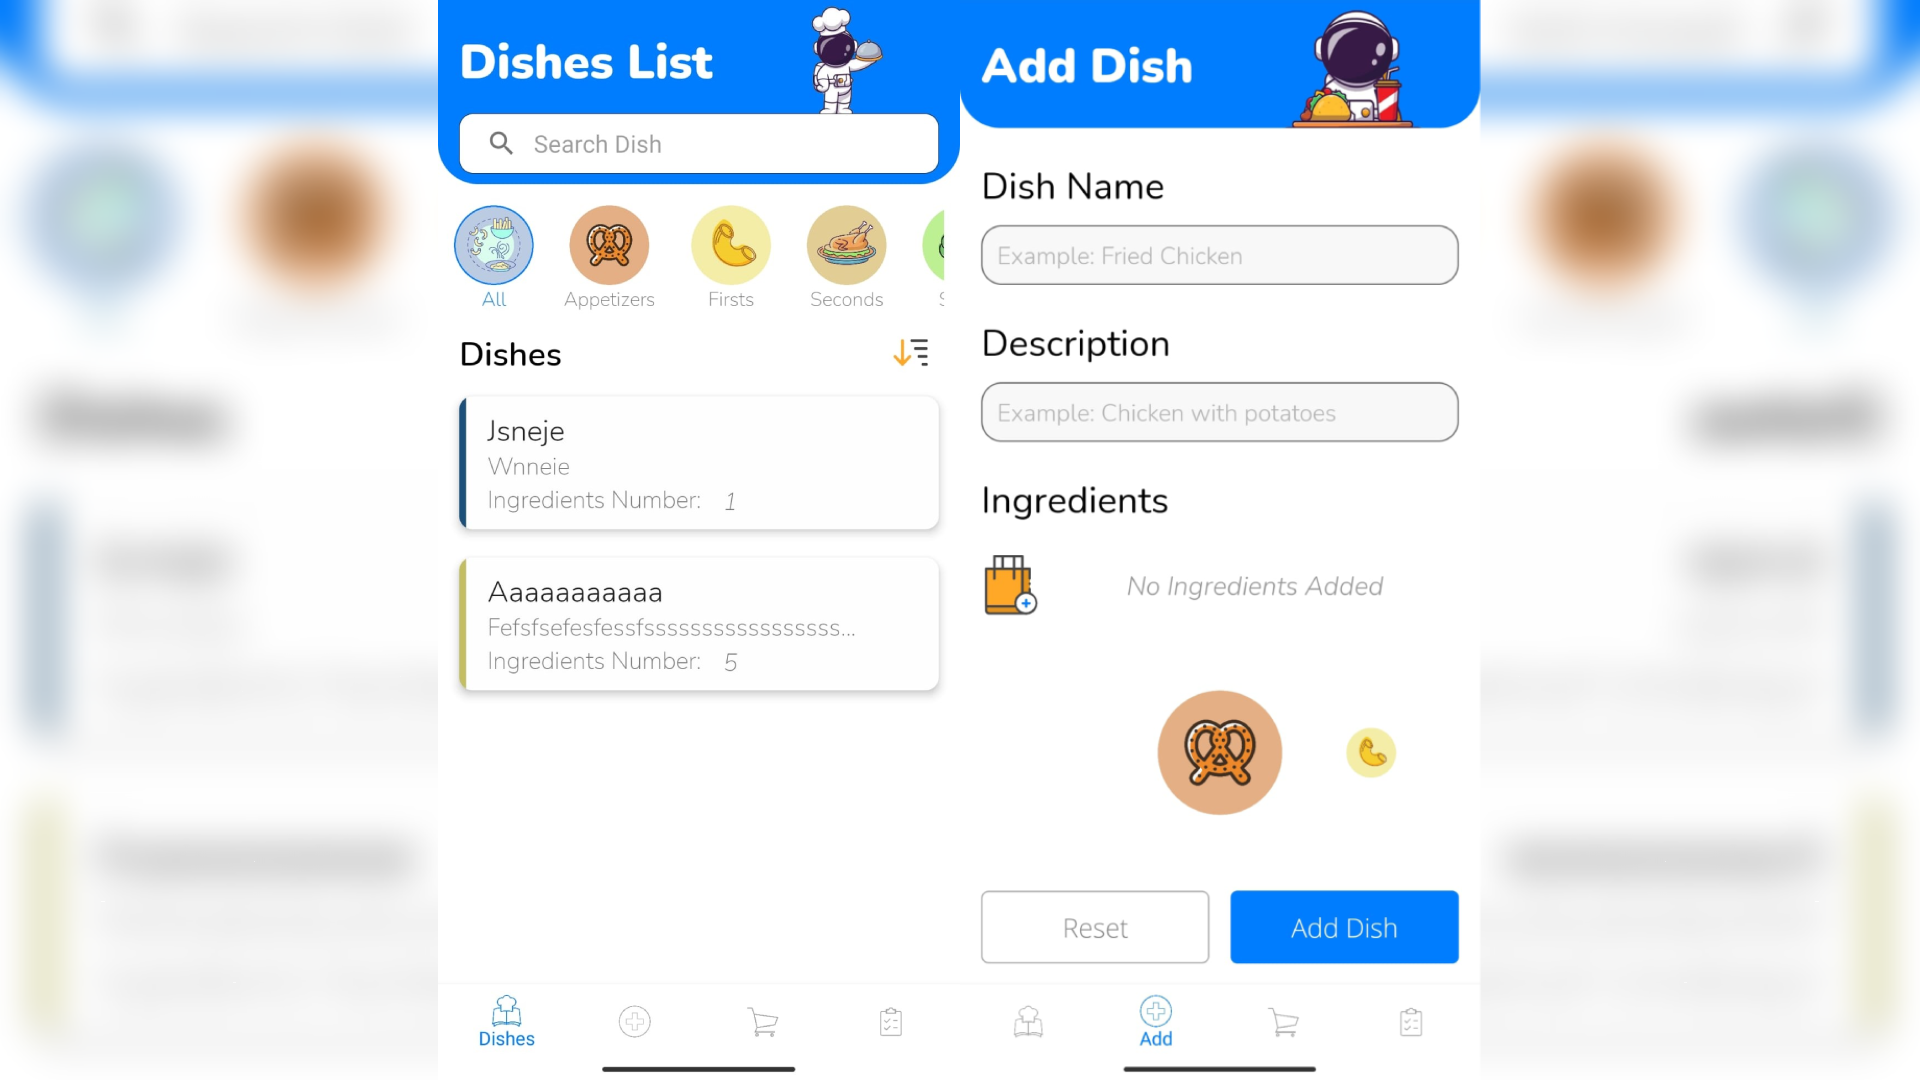 Dishes List
Search Dish
All
Appetizers
Firsts
Seconds
Dishes
Jsneje
Wnneie
Ingredients Number: 1
Aaaaaaaaaaa
Fefsfsefesfessfsssssssssssssssss...
Ingredients Number: 5
Dishes
Add Dish
Dish Name
Example: Fried Chicken
Description
Example: Chicken with potatoes
Ingredients
No Ingredients Added
Reset
Add Dish
Add